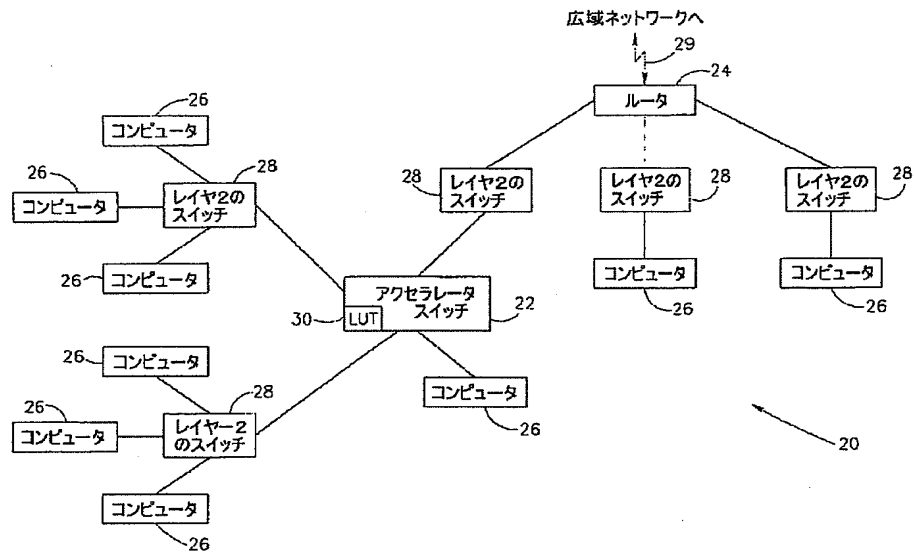 広域ネットワークへ
29
24
ルータ
26
コンピュータ
28
26
レイヤ2の
スイッチ
コンピュータ
28
レイヤ2の
スイッチ
レイヤ2の
スイッチ
28
レイヤ2の
スイッチ
28
26
コンピュータ
コンピュータ
26
コンピュータ
26
アクセラレータ
スイッチ
30
LUT
22
26
コンピュータ
28
26
レイヤー2
のスイッチ
コンピュータ
コンピュータ
26
20
コンピュータ
26